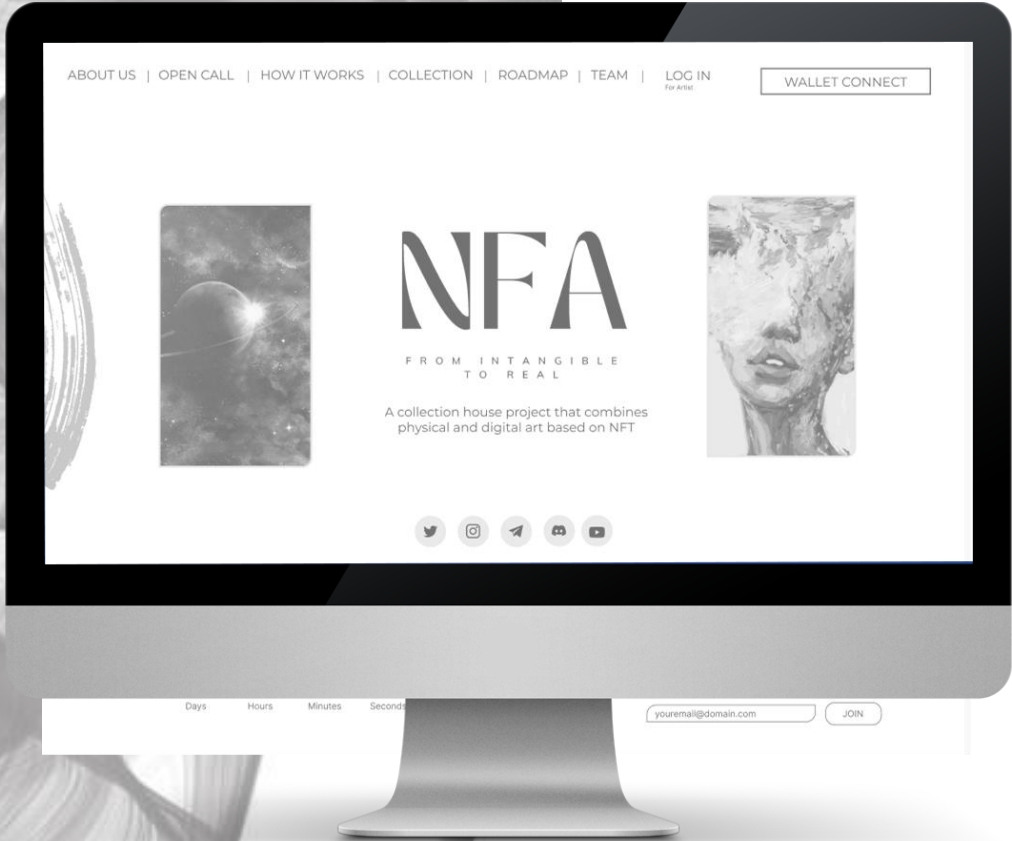 ABOUT US | OPEN CALL | HOW IT WORKS | COLLECTION | ROADMAP | TEAM | LOG IN WALLET CONNECT
For Artist
NFA
FROM INTANGIBLE
TO REAL
A collection house project that combines
physical and digital art based on NFT
Days Hours Minutes Seconds
youremail@domain.com JOIN